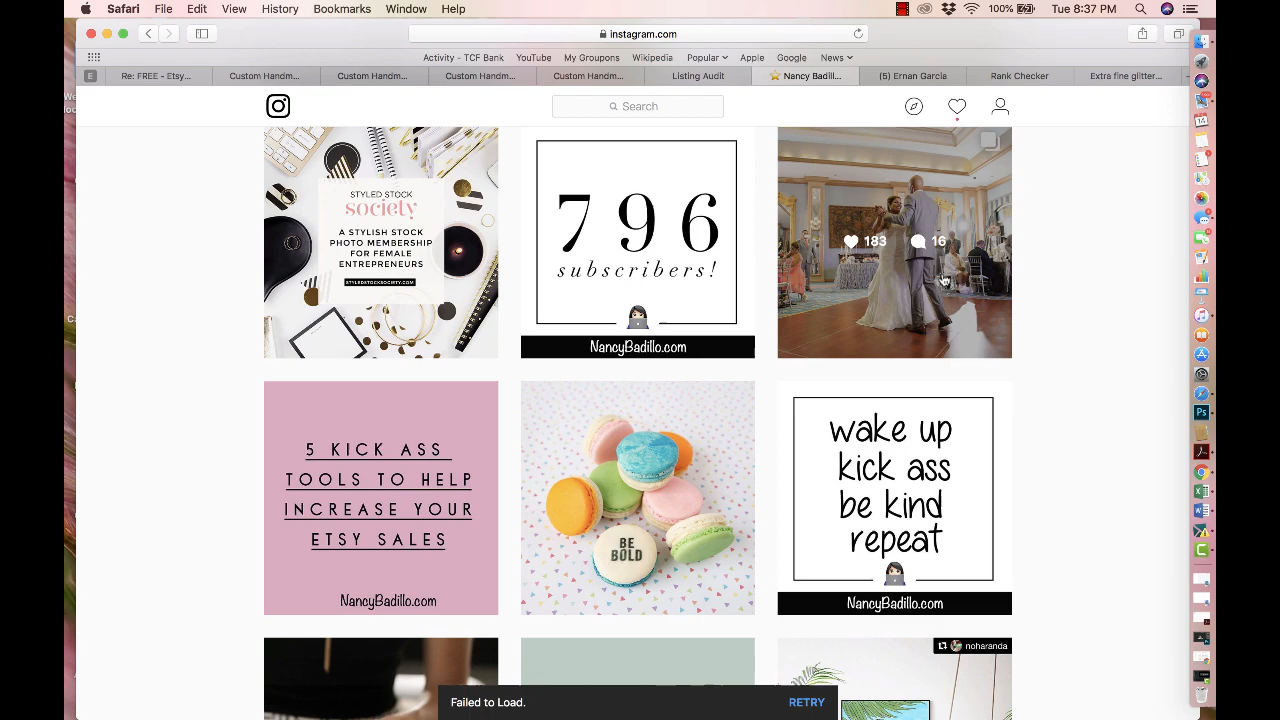 Safari File Edit View History Bookmarks Window Help
100% Tue 8:37 PM
instagram.com
Activity - TCF Bank YouTube My Groupons Wikipedia Popular Apple Google News
E Re: FREE - Etsy... Custom Handm... Custom Handm... Custom Handm... Custom Handm... Listing Audit ⭐ Nancy Badill... (5) Ernan Garcia Rank Checker Extra fine glitter...
Search
STYLED STOCK
society
A STYLISH STOCK
PHOTO MEMBERSHIP
FOR FEMALE
ENTREPRENEURS
STYLEDSTOCKSOCIETY.COM
796
subscribers!
NancyBadillo.com
183 16
5 KICK ASS
TOOLS TO HELP
INCREASE YOUR
ETSY SALES
NancyBadillo.com
BE
BOLD
wake up
kick ass
be kind
repeat
NancyBadillo.com
noharanda
Failed to Load. RETRY